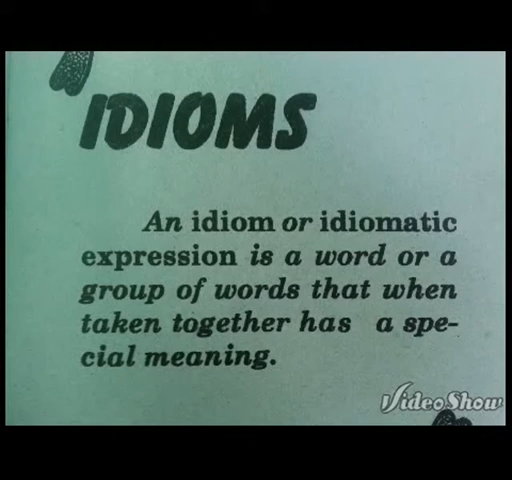 IDIOMS
An idiom or idiomatic
expression is a word or a
group of words that when
taken together has a spe-
cial meaning.
VideoShow